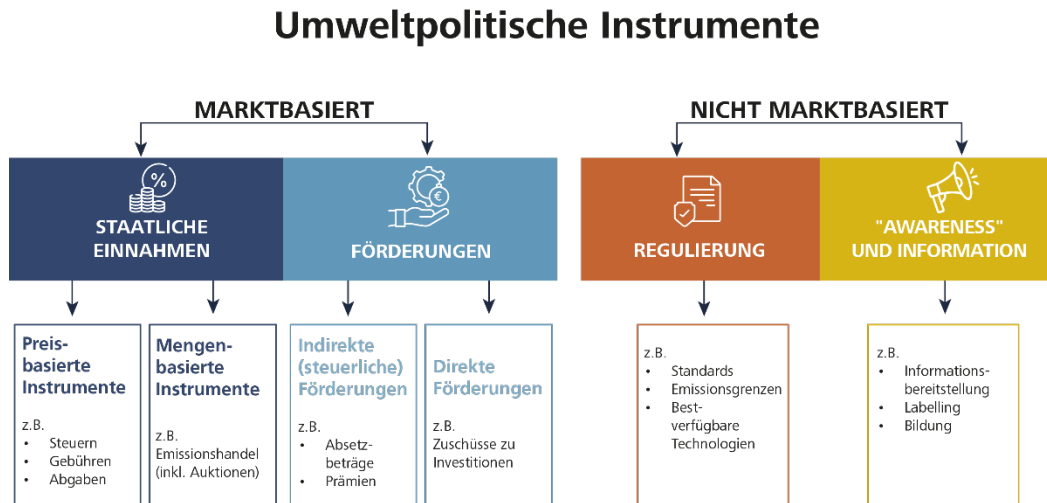 Umweltpolitische Instrumente
MARKTBASIERT
NICHT MARKTBASIERT
%
STAATLICHE
EINNAHMEN
€
FÖRDERUNGEN
REGULIERUNG
"AWARENESS"
UND INFORMATION
Preis-
basierte
Instrumente
z.B.
• Steuern
• Gebühren
• Abgaben
Mengen-
basierte
Instrumente
z.B.
Emissionshandel
(inkl. Auktionen)
Indirekte
(steuerliche)
Förderungen
z.B.
• Absetz-
beträge
• Prämien
Direkte
Förderungen
z.B.
Zuschüsse zu
Investitionen
z.B.
• Standards
• Emissionsgrenzen
• Best-
verfügbare
Technologien
z.B.
• Informations-
bereitstellung
• Labelling
• Bildung